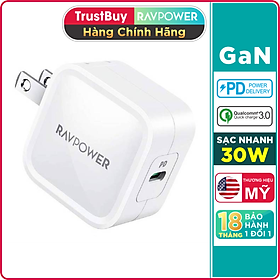 TrustBuy RAVPOWER
Hàng Chính Hãng
GaN
PD POWER DELIVERY
Qualcomm
Quick charge 3.0
SẠC NHANH
30W
THƯƠNG HIỆU
MỸ
18 THÁNG
BẢO HÀNH
1 ĐỔI 1
RAVPOWER
PD